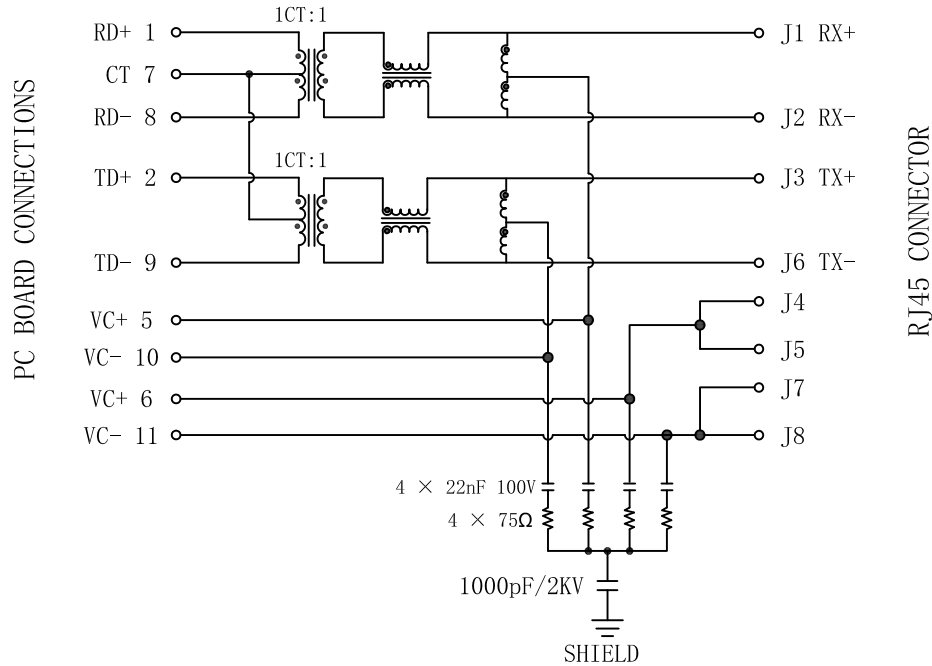 1CT:1
RD+ 1
J1 RX+
CT 7
RD- 8
J2 RX-
1CT:1
TD+ 2
J3 TX+
TD- 9
J6 TX-
VC+ 5
J4
VC- 10
J5
VC+ 6
J7
VC- 11
J8
4 × 22nF 100V
4 × 75Ω
1000pF/2KV
SHIELD
PC BOARD CONNECTIONS
RJ45 CONNECTOR